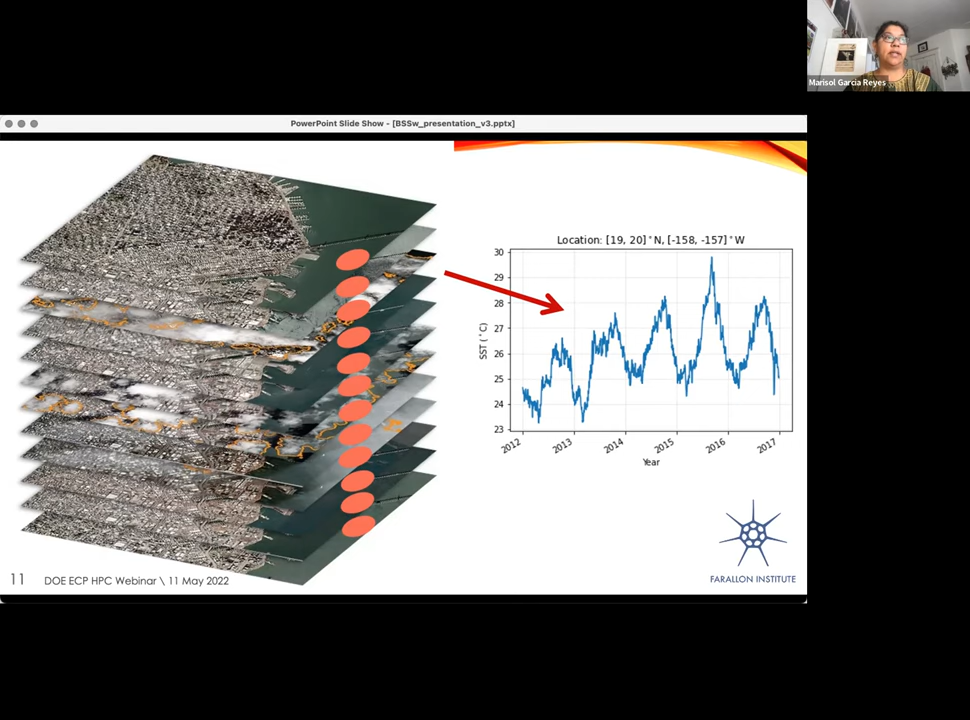 Marisol Garcia Reyes
PowerPoint Slide Show - [BSSw_presentation_v3.pptx]
Location: [19, 20]°N, [-158, -157]°W
30
29
28
27
26
25
24
23
SST (°C)
2012 2013 2014 2015 2016 2017
Year
FARALLON INSTITUTE
11 DOE ECP HPC Webinar \ 11 May 2022